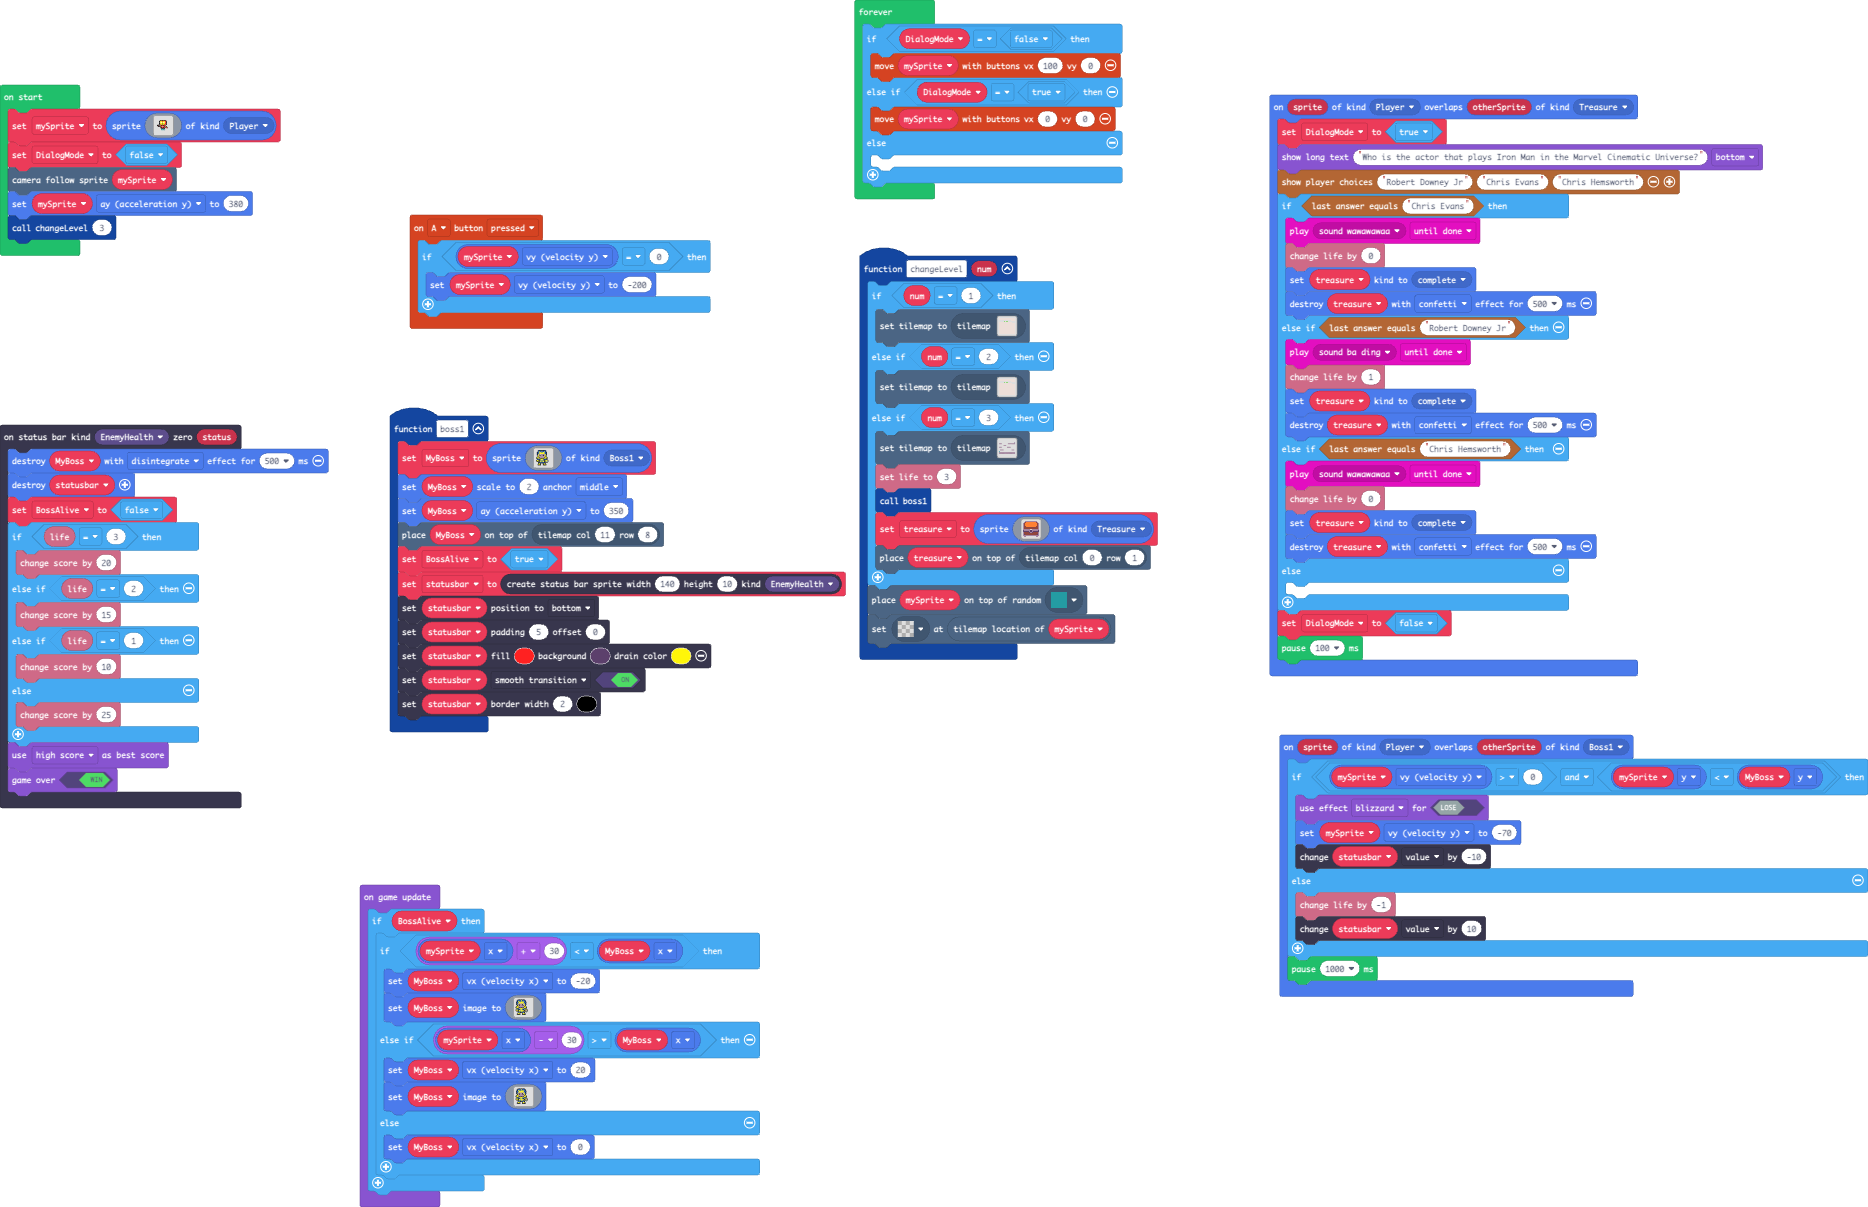 on start
set mySprite to sprite of kind Player
set DialogMode to false
camera follow sprite mySprite
set mySprite ay (acceleration y) to 380
call changeLevel 3
on status bar kind EnemyHealth zero status
destroy MyBoss with disintegrate effect for 500 ms
destroy statusbar
set BossAlive to false
if life = 3 then
change score by 20
else if life = 2 then
change score by 15
else if life = 1 then
change score by 10
else
change score by 25
use high score as best score
game over WIN
on A button pressed
if mySprite vy (velocity y) = 0 then
set mySprite vy (velocity y) to -200
function boss1
set MyBoss to sprite of kind Boss1
set MyBoss scale to 2 anchor middle
set MyBoss ay (acceleration y) to 350
place MyBoss on top of tilemap col 11 row 8
set BossAlive to true
set statusbar to create status bar sprite width 140 height 10 kind EnemyHealth
set statusbar position to bottom
set statusbar padding 5 offset 0
set statusbar fill background drain color
set statusbar smooth transition ON
set statusbar border width 2
on game update
if BossAlive then
if mySprite x + 30 < MyBoss x then
set MyBoss vx (velocity x) to -20
set MyBoss image to
else if mySprite x - 30 > MyBoss x then
set MyBoss vx (velocity x) to 20
set MyBoss image to
else
set MyBoss vx (velocity x) to 0
forever
if DialogMode = false then
move mySprite with buttons vx 100 vy 0
else if DialogMode = true then
move mySprite with buttons vx 0 vy 0
else
function changeLevel num
if num = 1 then
set tilemap to tilemap
else if num = 2 then
set tilemap to tilemap
else if num = 3 then
set tilemap to tilemap
set life to 3
call boss1
set treasure to sprite of kind Treasure
place treasure on top of tilemap col 0 row 1
place mySprite on top of random
set at tilemap location of mySprite
on sprite of kind Player overlaps otherSprite of kind Treasure
set DialogMode to true
show long text "Who is the actor that plays Iron Man in the Marvel Cinematic Universe?" bottom
show player choices "Robert Downey Jr" "Chris Evans" "Chris Hemsworth"
if last answer equals "Chris Evans" then
play sound wawawawaa until done
change life by 0
set treasure kind to complete
destroy treasure with confetti effect for 500 ms
else if last answer equals "Robert Downey Jr" then
play sound ba ding until done
change life by 1
set treasure kind to complete
destroy treasure with confetti effect for 500 ms
else if last answer equals "Chris Hemsworth" then
play sound wawawawaa until done
change life by 0
set treasure kind to complete
destroy treasure with confetti effect for 500 ms
else
set DialogMode to false
pause 100 ms
on sprite of kind Player overlaps otherSprite of kind Boss1
if mySprite vy (velocity y) > 0 and mySprite y < MyBoss y then
use effect blizzard for LOSE
set mySprite vy (velocity y) to -70
change statusbar value by -10
else
change life by -1
change statusbar value by 10
pause 1000 ms